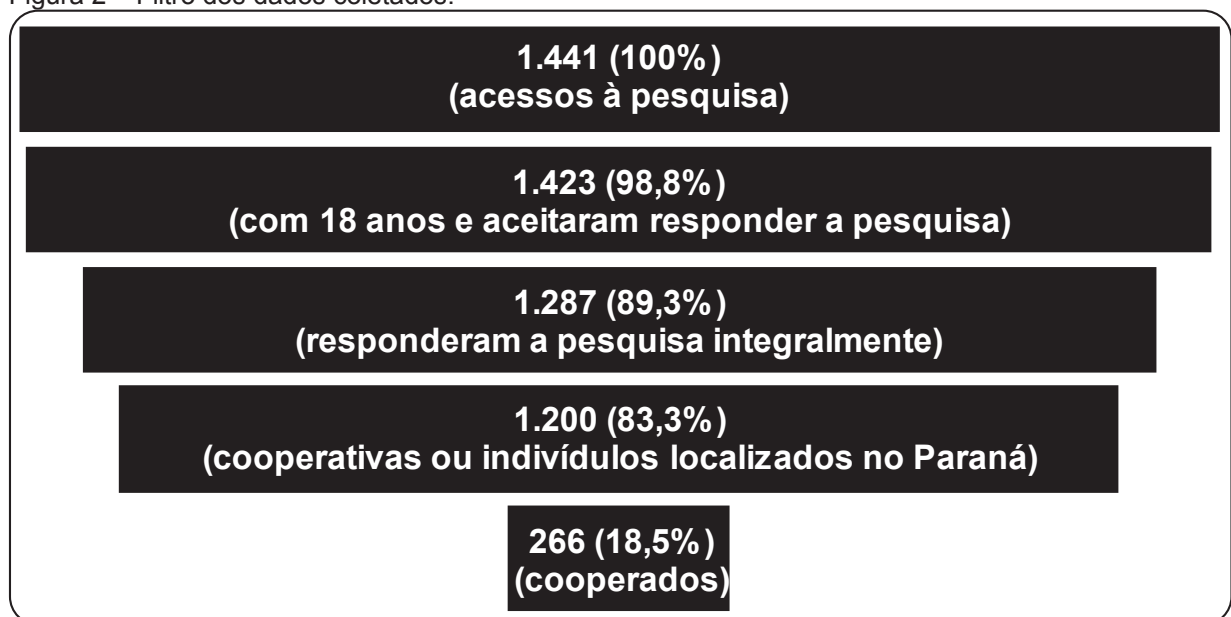 Figura 2 – Filtro dos dados coletados.
1.441 (100%)
(acessos à pesquisa)
1.423 (98,8%)
(com 18 anos e aceitaram responder a pesquisa)
1.287 (89,3%)
(responderam a pesquisa integralmente)
1.200 (83,3%)
(cooperativas ou indivídulos localizados no Paraná)
266 (18,5%)
(cooperados)